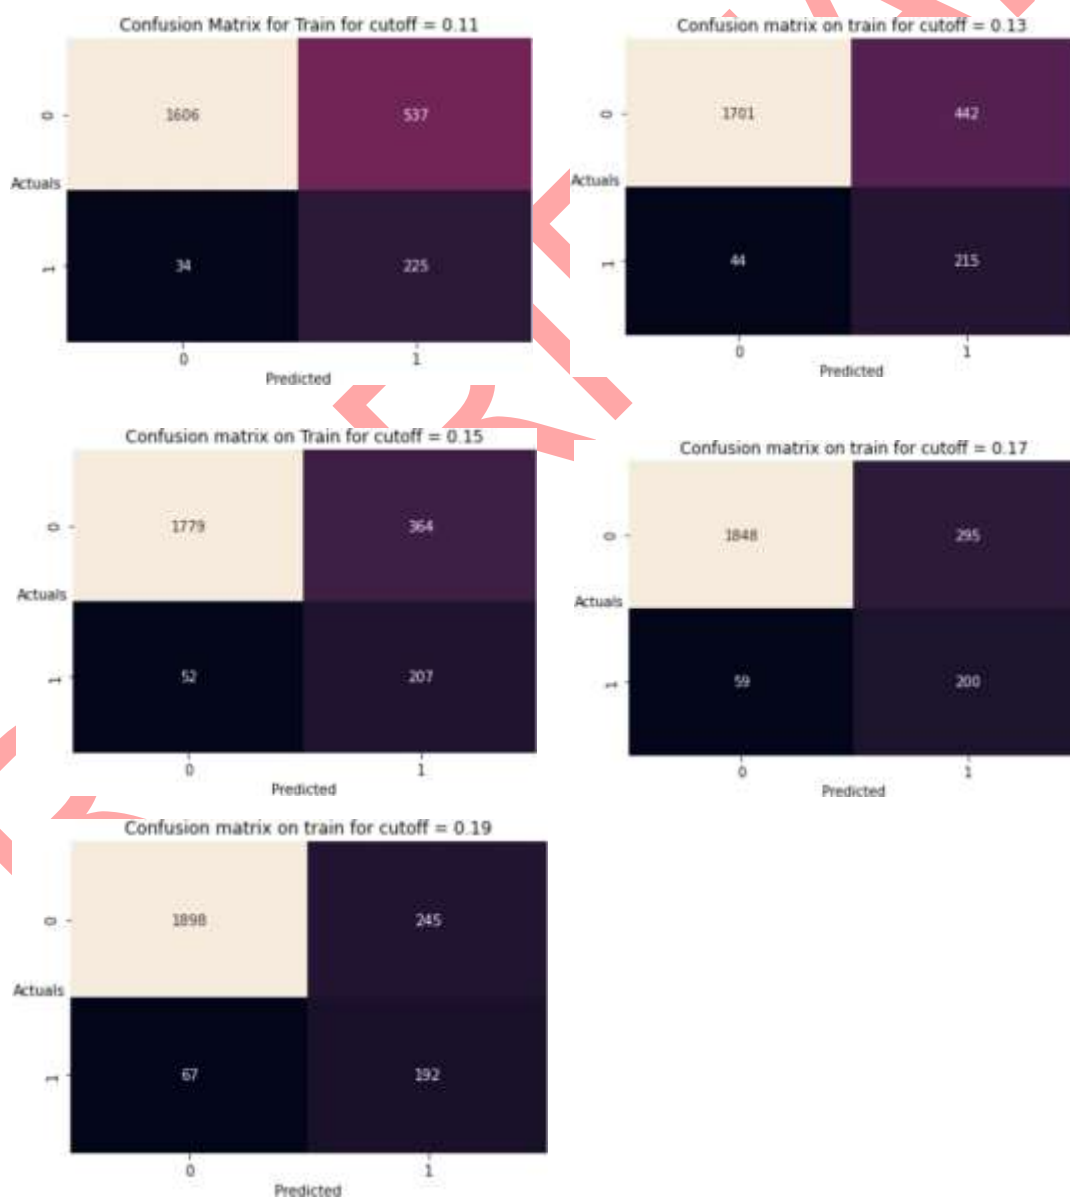 Confusion Matrix for Train for cutoff = 0.11
0
1606
537
Actuals
1
34
225
0
1
Predicted
Confusion matrix on train for cutoff = 0.13
0
1701
442
Actuals
1
44
215
0
1
Predicted
Confusion matrix on Train for cutoff = 0.15
0
1779
364
Actuals
1
52
207
0
1
Predicted
Confusion matrix on train for cutoff = 0.17
0
1848
295
Actuals
1
59
200
0
1
Predicted
Confusion matrix on train for cutoff = 0.19
0
1898
245
Actuals
1
67
192
0
1
Predicted